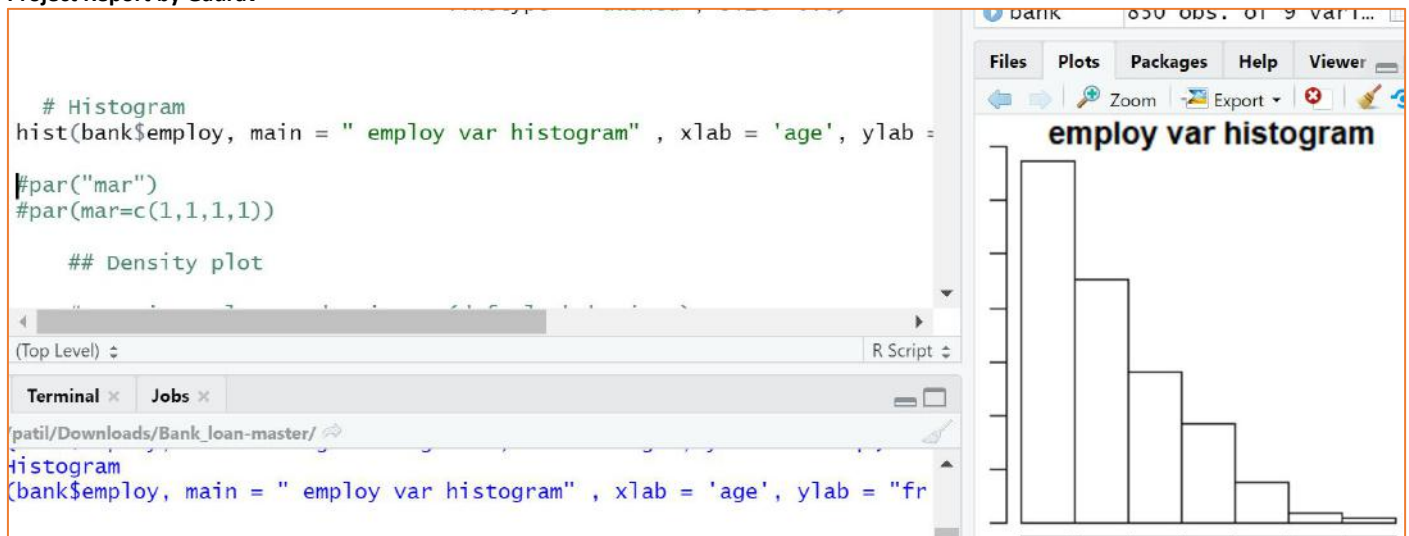 Project Report by
# Histogram
hist(bank$employ, main = " employ var histogram" , xlab = 'age', ylab =
#par("mar")
#par(mar=c(1,1,1,1))
## Density plot
(Top Level)
R Script
Terminal
Jobs
patil/Downloads/Bank_loan-master/
Histogram
(bank$employ, main = " employ var histogram" , xlab = 'age', ylab = "fr
bank 850 obs. of 9 vari…
Files Plots Packages Help Viewer
Zoom Export
employ var histogram